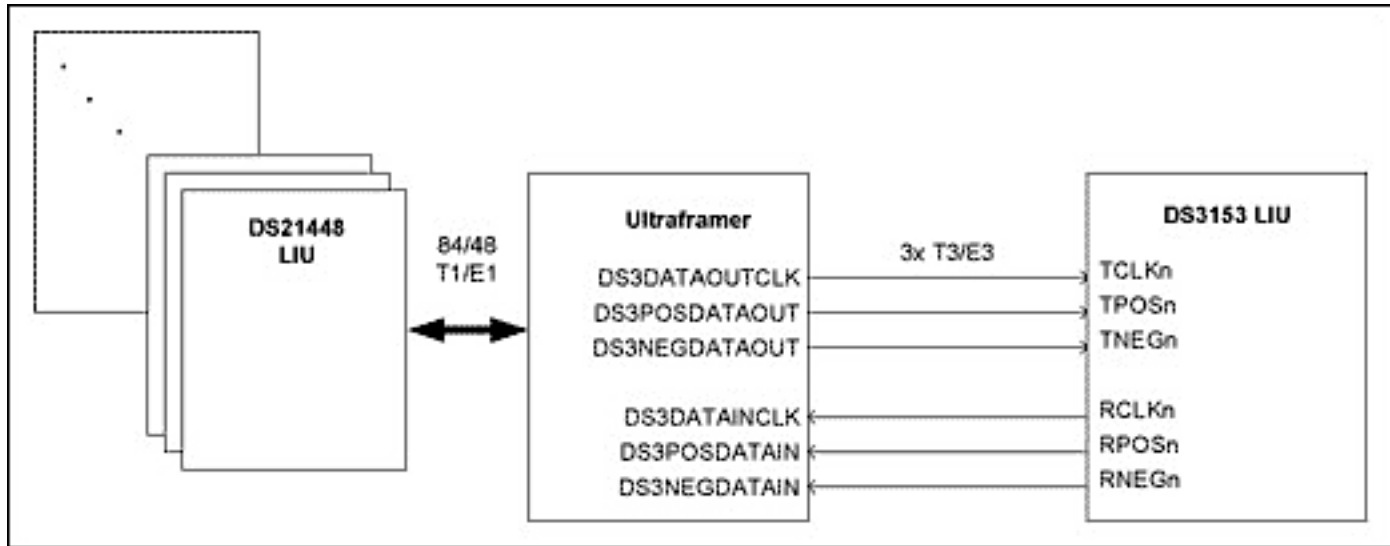 DS21448
LIU
84/48
T1/E1
Ultraframer
DS3DATAOUTCLK
DS3POSDATAOUT
DS3NEGDATAOUT
DS3DATAINCLK
DS3POSDATAIN
DS3NEGDATAIN
3x T3/E3
DS3153 LIU
TCLKn
TPOSn
TNEGn
RCLKn
RPOSn
RNEGn